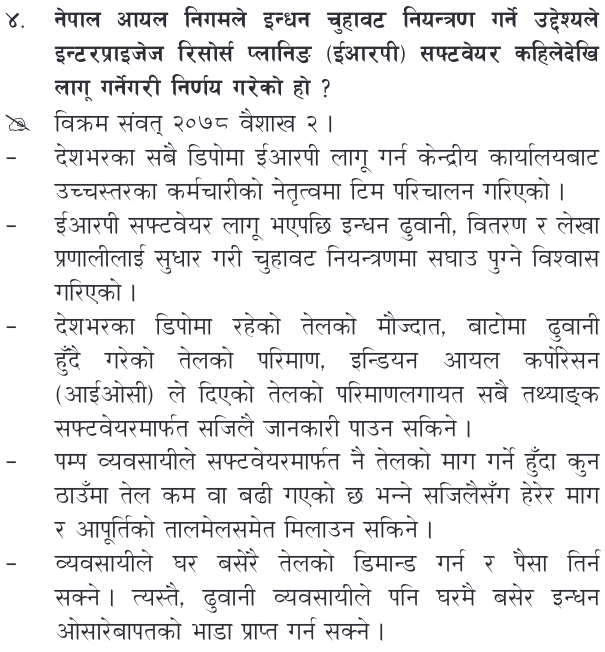 ४. नेपाल आयल निगमले इन्धन चुहावट नियन्त्रण गर्ने उद्देश्यले
इन्टरप्राइजेज रिसोर्स प्लानिङ (ईआरपी) सफ्टवेयर कहिलेदेखि
लागू गर्नेगरी निर्णय गरेको हो ?
विक्रम संवत् २०७८ वैशाख २ ।
– देशभरका सबै डिपोमा ईआरपी लागू गर्न केन्द्रीय कार्यालयबाट
उच्चस्तरका कर्मचारीको नेतृत्वमा टिम परिचालन गरिएको ।
– ईआरपी सफ्टवेयर लागू भएपछि इन्धन ढुवानी, वितरण र लेखा
प्रणालीलाई सुधार गरी चुहावट नियन्त्रणमा सघाउ पुग्ने विश्वास
गरिएको ।
– देशभरका डिपोमा रहेको तेलको मौज्दात, बाटोमा ढुवानी
हुँदै गरेको तेलको परिमाण, इन्डियन आयल कर्पोरेसन
(आईओसी) ले दिएको तेलको परिमाणलगायत सबै तथ्याङ्क
सफ्टवेयरमार्फत सजिलै जानकारी पाउन सकिने ।
– पम्प व्यवसायीले सफ्टवेयरमार्फत नै तेलको माग गर्ने हुँदा कुन
ठाउँमा तेल कम वा बढी गएको छ भन्ने सजिलैसँग हेरेर माग
र आपूर्तिको तालमेलसमेत मिलाउन सकिने ।
– व्यवसायीले घर बसेरै तेलको डिमान्ड गर्न र पैसा तिर्न
सक्ने । त्यस्तै, ढुवानी व्यवसायीले पनि घरमै बसेर इन्धन
ओसारेबापतको भाडा प्राप्त गर्न सक्ने ।